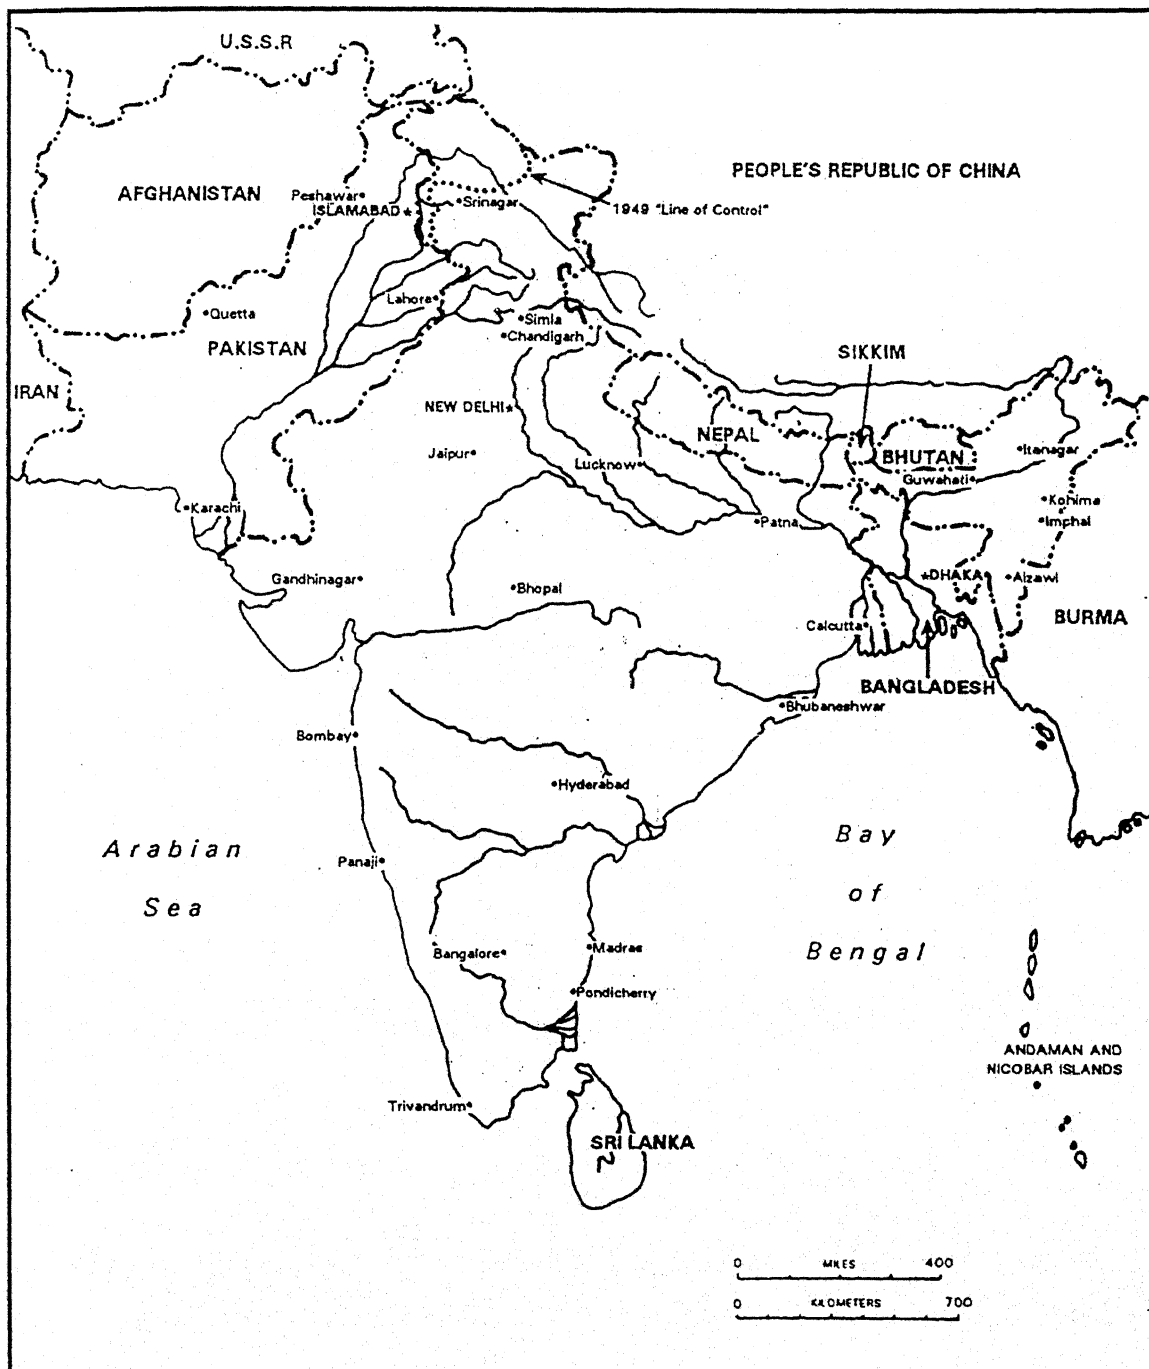 U.S.S.R
AFGHANISTAN
PEOPLE'S REPUBLIC OF CHINA
Peshawar
ISLAMABAD
Srinagar
1949 "Line of Control"
Lahore
Quetta
Simla
Chandigarh
PAKISTAN
SIKKIM
IRAN
NEW DELHI
NEPAL
Jaipur
Lucknow
BHUTAN
Itanagar
Guwahati
Karachi
Patna
Kohima
Imphal
Gandhinagar
Bhopal
DHAKA
Aizawl
Calcutta
BURMA
BANGLADESH
Bhubaneshwar
Bombay
Hyderabad
Arabian
Sea
Bay
of
Bengal
Panaji
Bangalore
Madras
Pondicherry
ANDAMAN AND
NICOBAR ISLANDS
Trivandrum
SRI LANKA
0 MILES 400
0 KILOMETERS 700